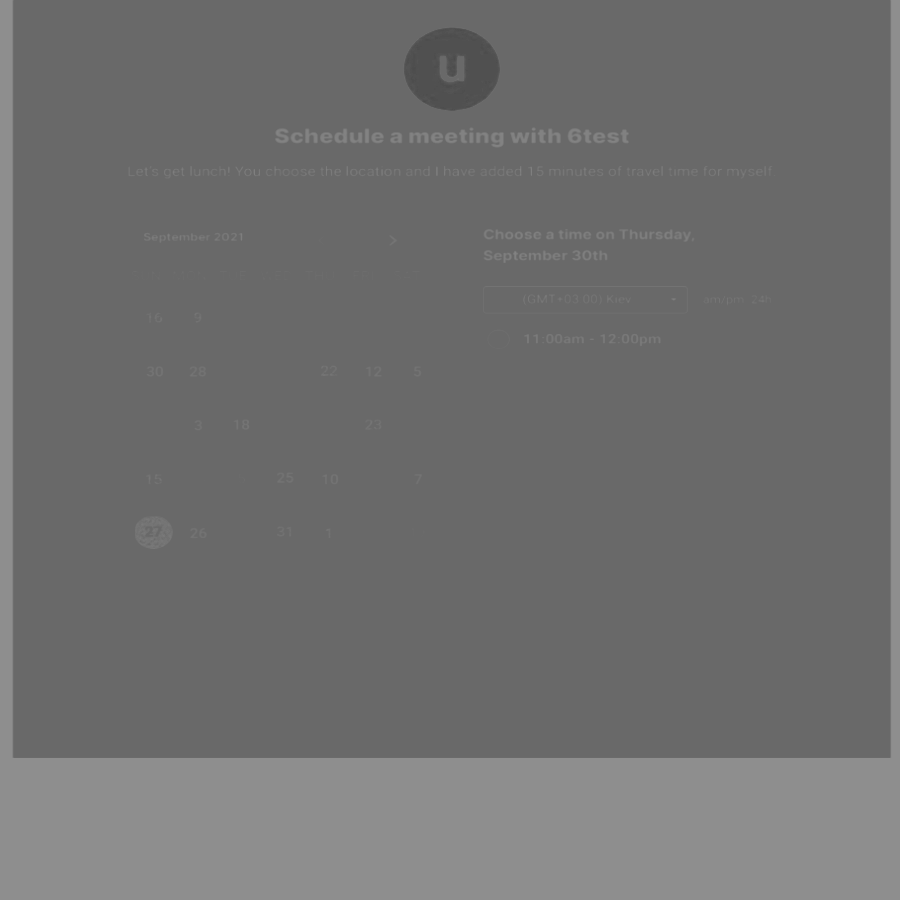 u
Schedule a meeting with 6test
Let's get lunch! You choose the location and I have added 15 minutes of travel time for myself.
September 2021
16 9
30 28 22 12 5
3 18 23
15 25 10 7
27 26 31 1
Choose a time on Thursday,
September 30th
(GMT+03:00) Kiev am/pm 24h
11:00am - 12:00pm